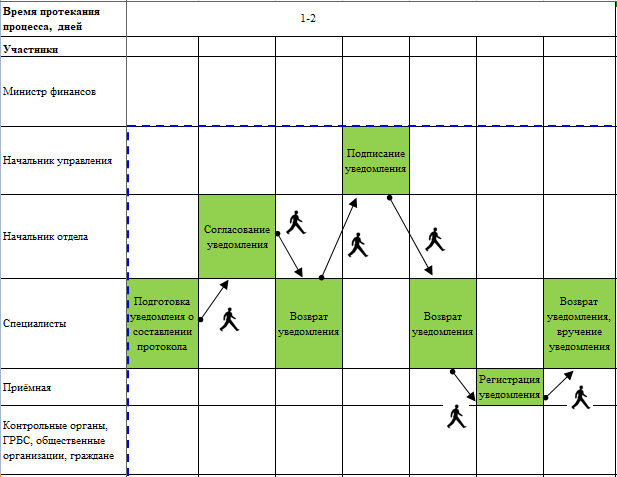 Время протекания
процесса, дней
1-2
Участники
Министр финансов
Начальник управления
Подписание
уведомления
Начальник отдела
Согласование
уведомления
Специалисты
Подготовка
уведомлеия о
составлении
протокола
Возврат
уведомления
Возврат
уведомления
Возврат
уведомления,
вручение
уведомления
Приёмная
Регистрация
уведомления
Контрольные органы,
ГРБС, общественные
организации, граждане